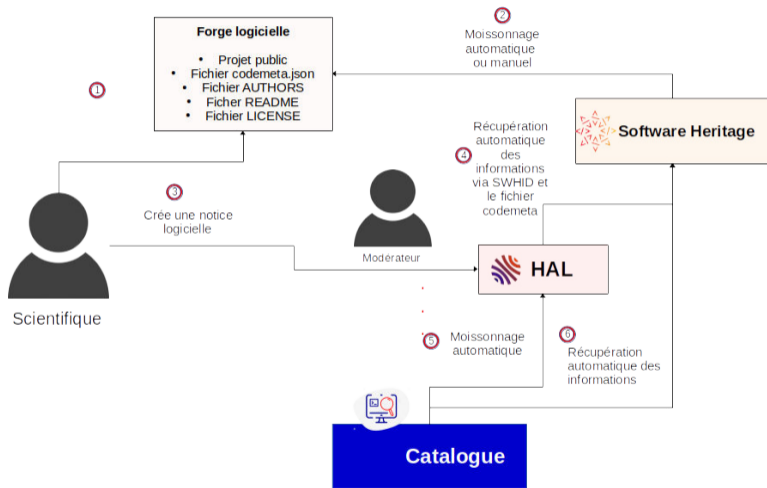 Forge logicielle
• Projet public
• Fichier codemeta.json
• Fichier AUTHORS
• Ficher README
• Fichier LICENSE
1
2
Moissonnage
automatique
ou manuel
Software Heritage
3
Crée une notice
logicielle
Scientifique
4
Récupération
automatique
des
informations
via SWHID et
le fichier
codemeta
Modérateur
HAL
5
Moissonnage
automatique
6
Récupération
automatique des
informations
Catalogue